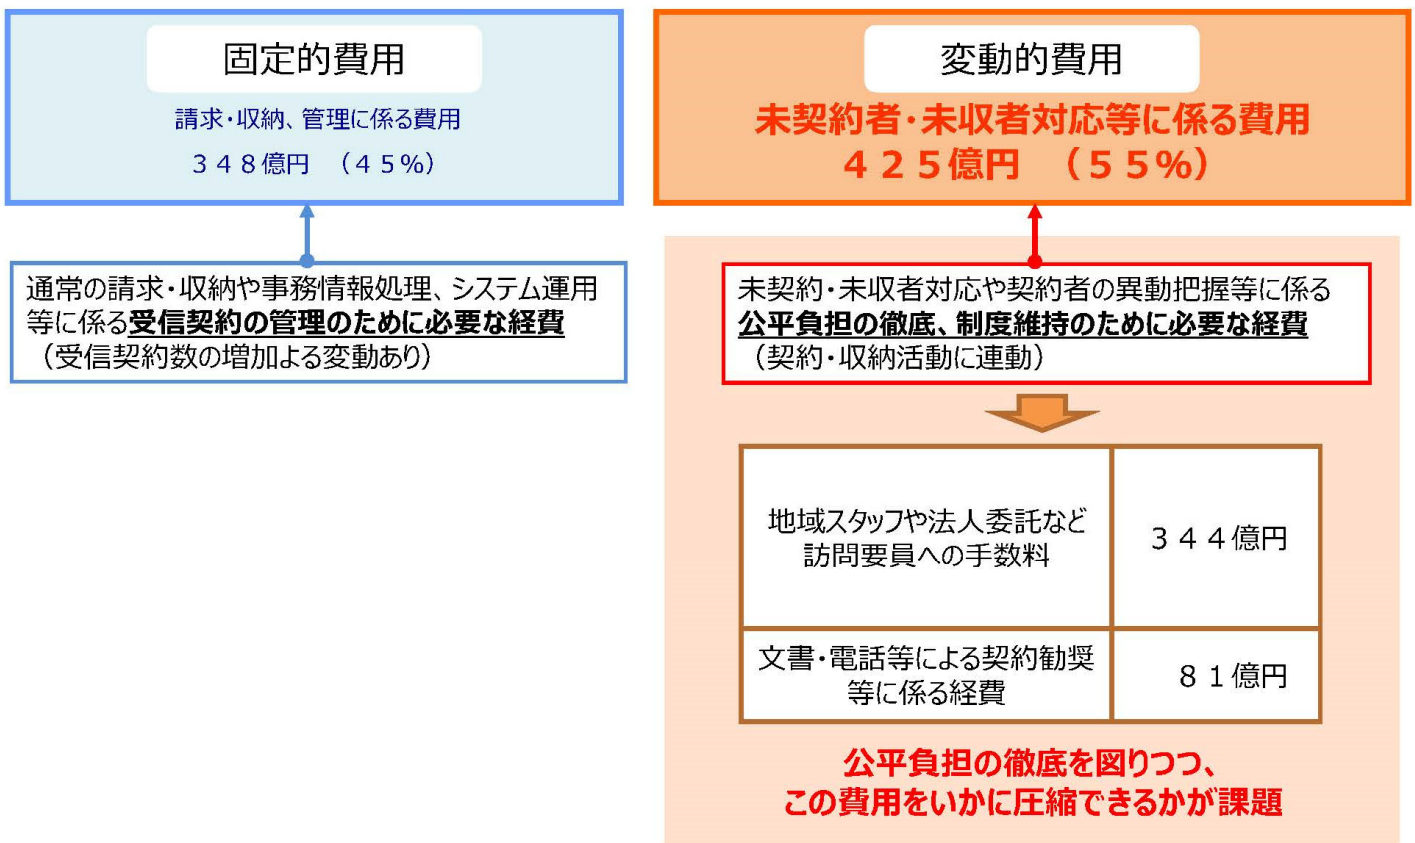 固定的費用
請求・収納、管理に係る費用
３４８億円　（４５％）
変動的費用
未契約者・未収者対応等に係る費用
４２５億円　（５５％）
通常の請求・収納や事務情報処理、システム運用
等に係る受信契約の管理のために必要な経費
（受信契約数の増加よる変動あり）
未契約・未収者対応や契約者の異動把握等に係る
公平負担の徹底、制度維持のために必要な経費
（契約・収納活動に連動）
地域スタッフや法人委託など
訪問要員への手数料
３４４億円
文書・電話等による契約勧奨
等に係る経費
８１億円
公平負担の徹底を図りつつ、
この費用をいかに圧縮できるかが課題